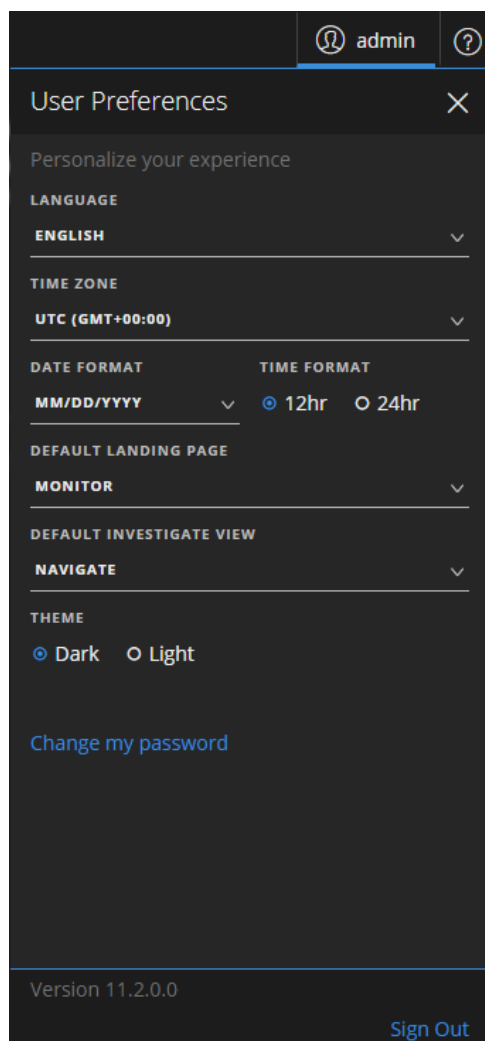 admin
User Preferences
Personalize your experience
LANGUAGE
ENGLISH
TIME ZONE
UTC (GMT+00:00)
DATE FORMAT TIME FORMAT
MM/DD/YYYY 12hr 24hr
DEFAULT LANDING PAGE
MONITOR
DEFAULT INVESTIGATE VIEW
NAVIGATE
THEME
Dark Light
Change my password
Version 11.2.0.0
Sign Out